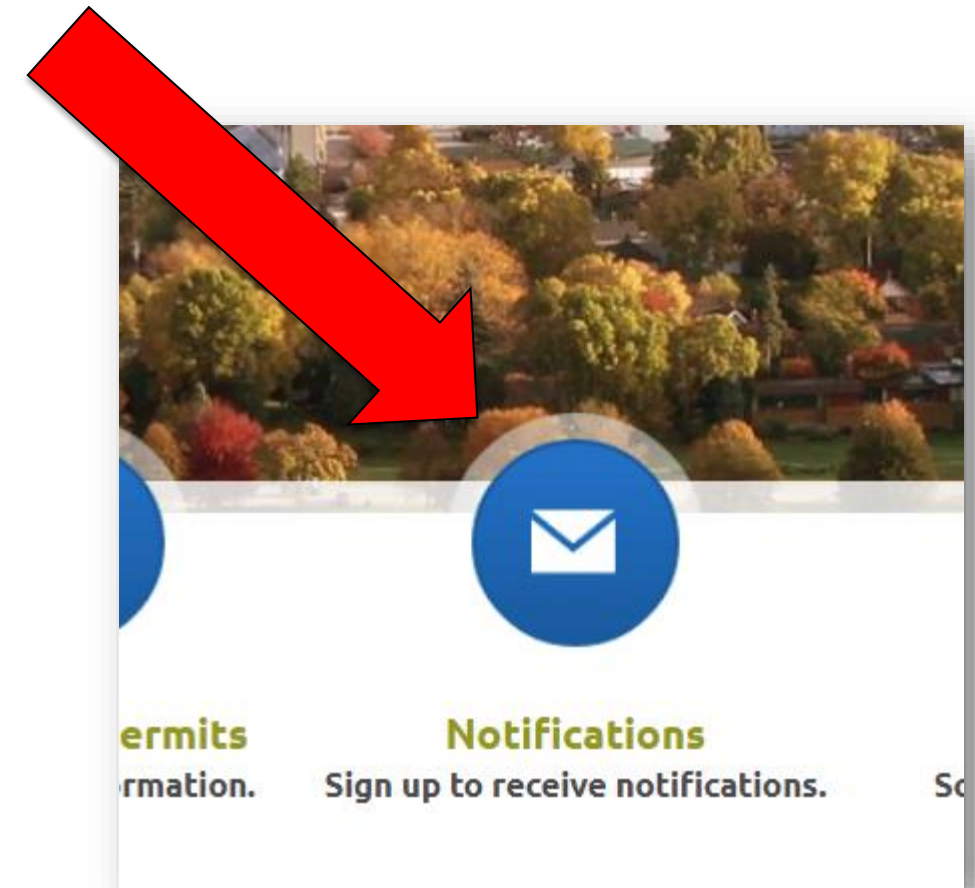 ermits
rmation.
Notifications
Sign up to receive notifications.
Sc